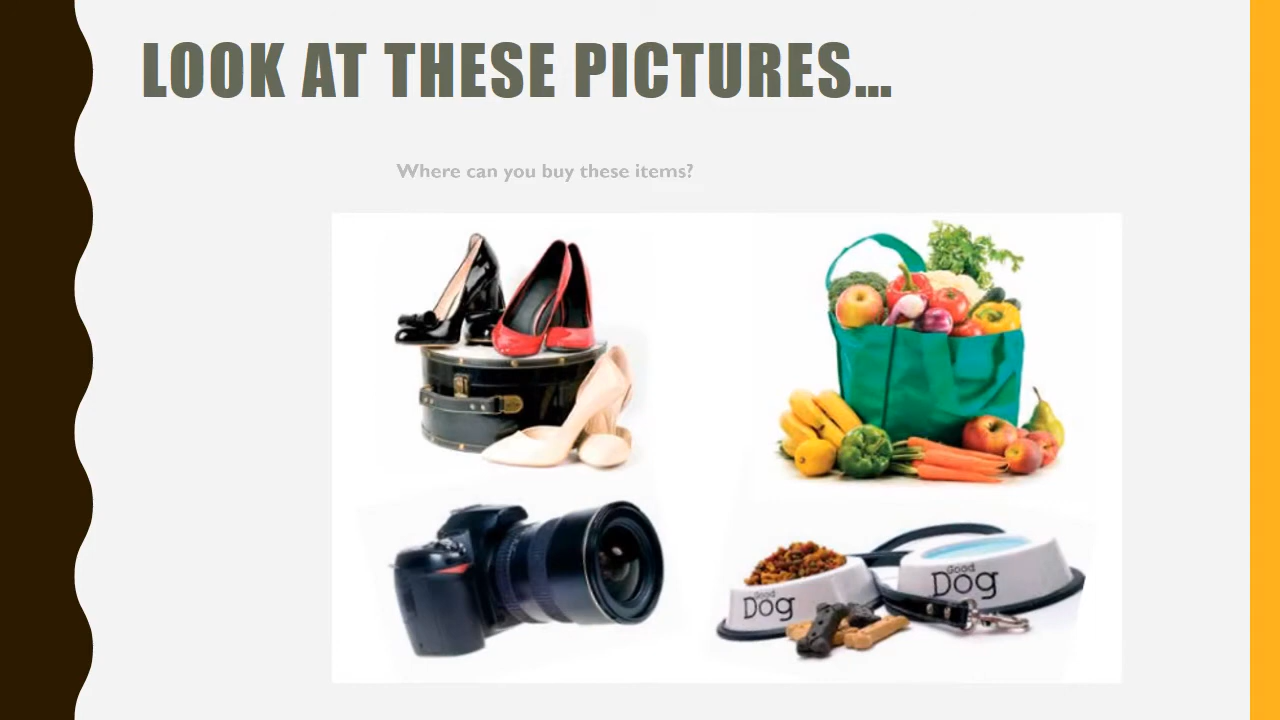 LOOK AT THESE PICTURES...
Where can you buy these items?
Good
Dog
Good
Dog